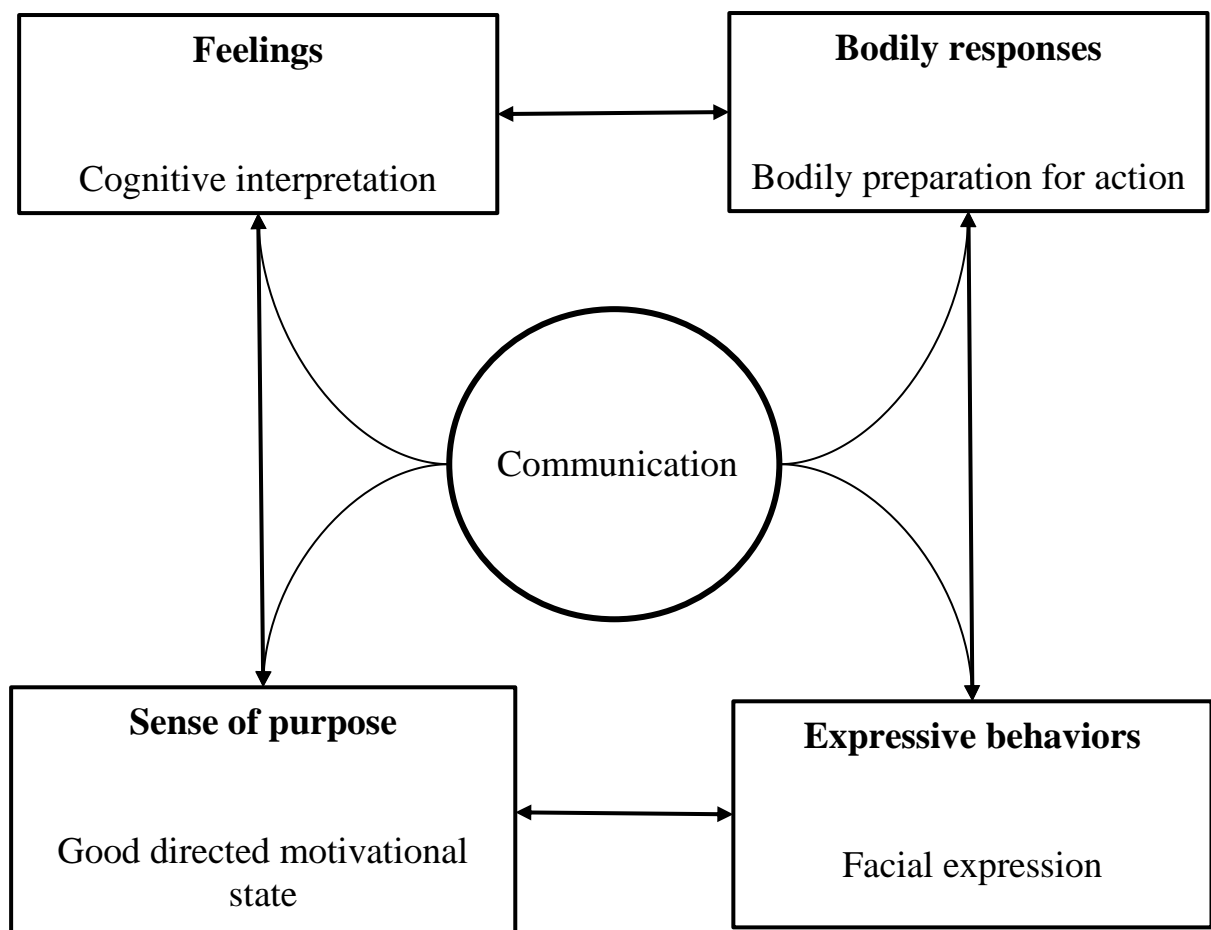 Feelings
Cognitive interpretation
Bodily responses
Bodily preparation for action
Communication
Sense of purpose
Good directed motivational
state
Expressive behaviors
Facial expression